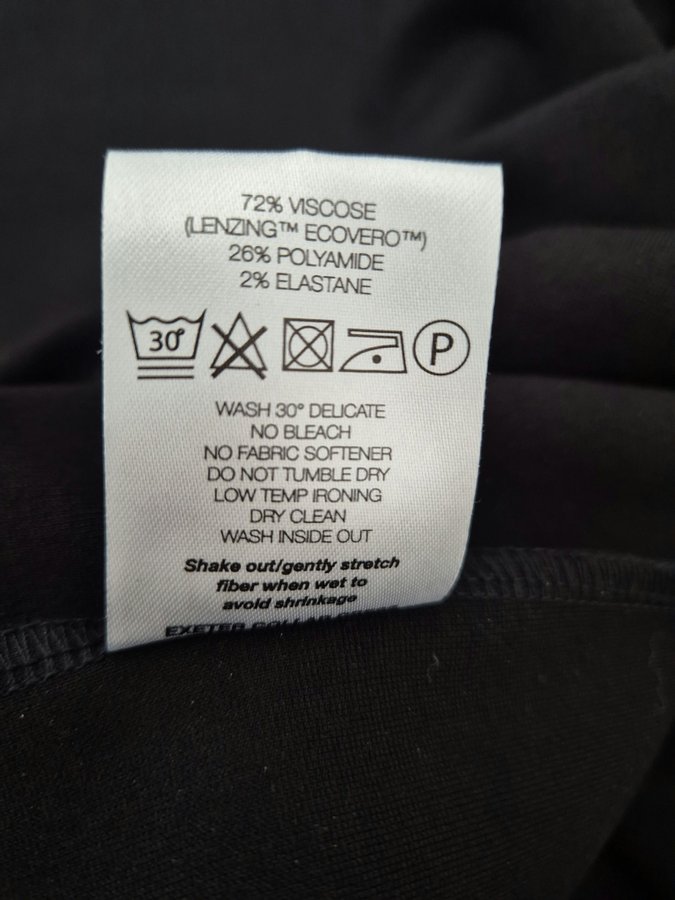 72% VISCOSE
(LENZING™ ECOVERO™)
26% POLYAMIDE
2% ELASTANE
30° P
WASH 30° DELICATE
NO BLEACH
NO FABRIC SOFTENER
DO NOT TUMBLE DRY
LOW TEMP IRONING
DRY CLEAN
WASH INSIDE OUT
Shake out/gently stretch
fiber when wet to
avoid shrinkage
EXETER COLLAR